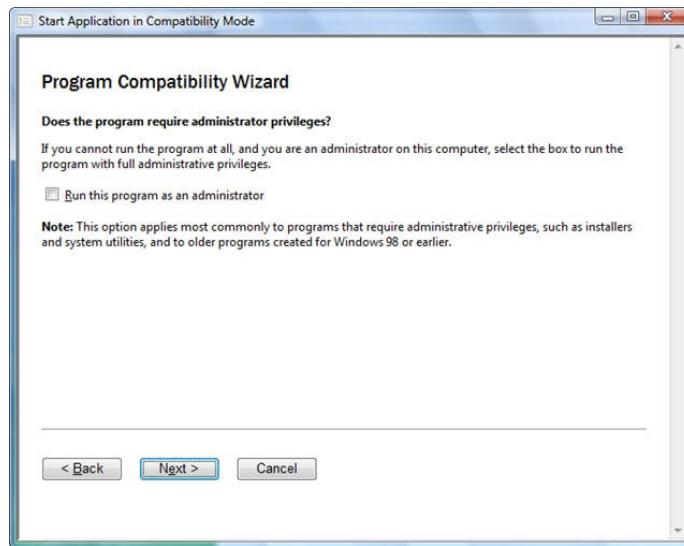 Start Application in Compatibility Mode
Program Compatibility Wizard
Does the program require administrator privileges?
If you cannot run the program at all, and you are an administrator on this computer, select the box to run the
program with full administrative privileges.
Run this program as an administrator
Note: This option applies most commonly to programs that require administrative privileges, such as installers
and system utilities, and to older programs created for Windows 98 or earlier.
< Back Next > Cancel